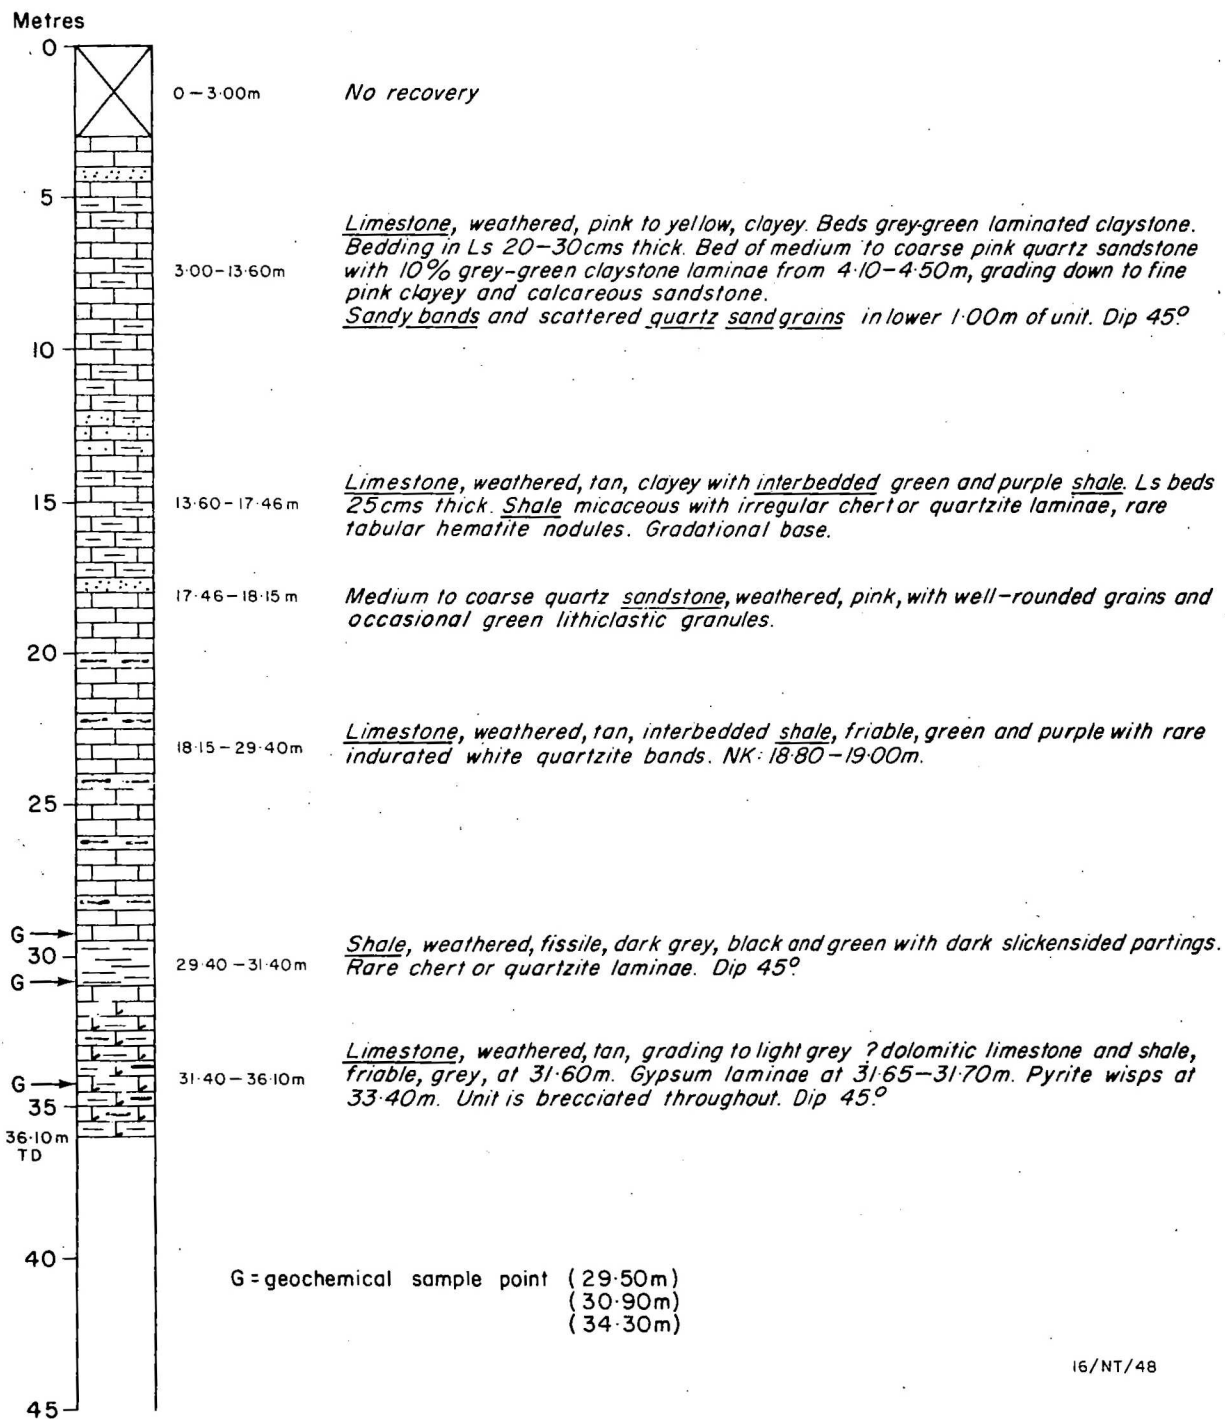 Metres
0
0-3·00m No recovery
5
Limestone, weathered, pink to yellow, clayey. Beds grey-green laminated claystone.
Bedding in Ls 20-30cms thick. Bed of medium to coarse pink quartz sandstone
3·00-13·60m with 10% grey-green claystone laminae from 4·10-4·50m, grading down to fine
pink clayey and calcareous sandstone.
Sandy bands and scattered quartz sand grains in lower 1·00m of unit. Dip 45°
10
Limestone, weathered, tan, clayey with interbedded green and purple shale. Ls beds
15
13·60-17·46m 25cms thick. Shale micaceous with irregular chert or quartzite laminae, rare
tabular hematite nodules. Gradational base.
17·46-18·15m Medium to coarse quartz sandstone, weathered, pink, with well-rounded grains and
occasional green lithiclastic granules.
20
18·15-29·40m Limestone, weathered, tan, interbedded shale, friable, green and purple with rare
indurated white quartzite bands. NK: 18·80-19·00m.
25
G
30
29·40-31·40m Shale, weathered, fissile, dark grey, black and green with dark slickensided partings.
Rare chert or quartzite laminae. Dip 45°
G
Limestone, weathered, tan, grading to light grey ? dolomitic limestone and shale,
G
31·40-36·10m friable, grey, at 31·60m. Gypsum laminae at 31·65-31·70m. Pyrite wisps at
33·40m. Unit is brecciated throughout. Dip 45°
35
36·10m
TD
40
G = geochemical sample point (29·50m)
(30·90m)
(34·30m)
16/NT/48
45